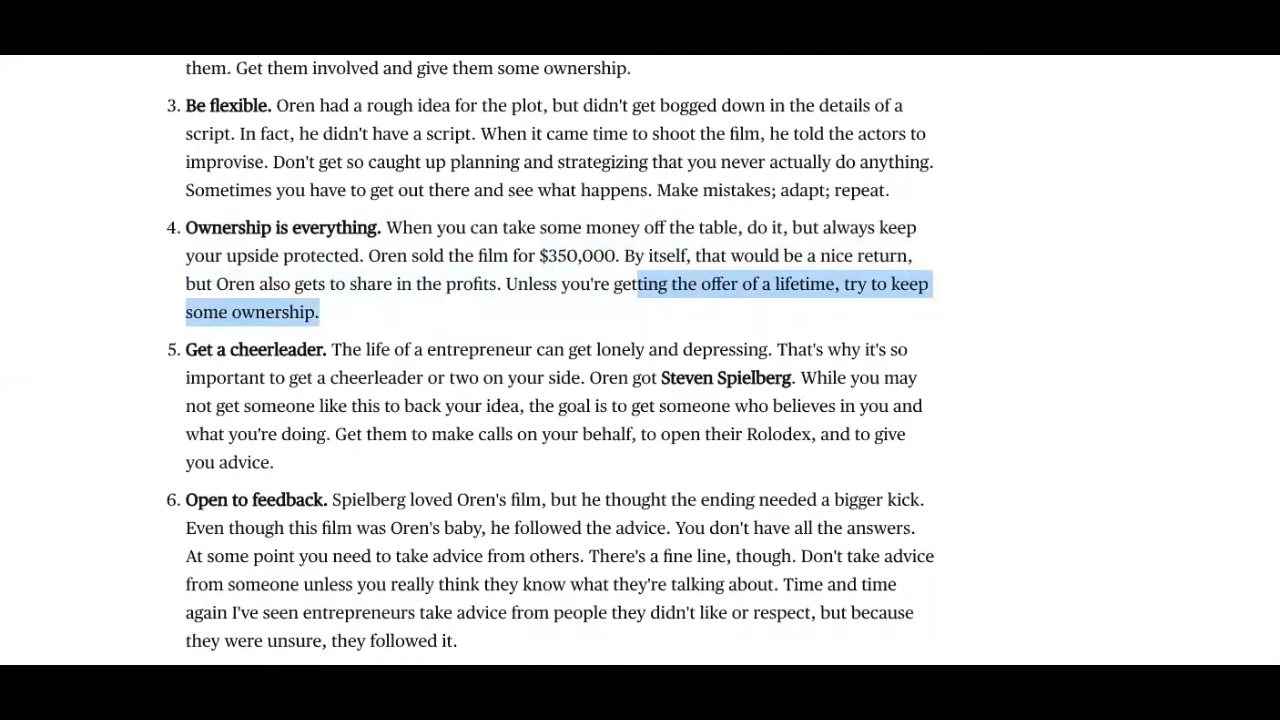 them. Get them involved and give them some ownership.
3. Be flexible. Oren had a rough idea for the plot, but didn't get bogged down in the details of a
script. In fact, he didn't have a script. When it came time to shoot the film, he told the actors to
improvise. Don't get so caught up planning and strategizing that you never actually do anything.
Sometimes you have to get out there and see what happens. Make mistakes; adapt; repeat.
4. Ownership is everything. When you can take some money off the table, do it, but always keep
your upside protected. Oren sold the film for $350,000. By itself, that would be a nice return,
but Oren also gets to share in the profits. Unless you're getting the offer of a lifetime, try to keep
some ownership.
5. Get a cheerleader. The life of a entrepreneur can get lonely and depressing. That's why it's so
important to get a cheerleader or two on your side. Oren got Steven Spielberg. While you may
not get someone like this to back your idea, the goal is to get someone who believes in you and
what you're doing. Get them to make calls on your behalf, to open their Rolodex, and to give
you advice.
6. Open to feedback. Spielberg loved Oren's film, but he thought the ending needed a bigger kick.
Even though this film was Oren's baby, he followed the advice. You don't have all the answers.
At some point you need to take advice from others. There's a fine line, though. Don't take advice
from someone unless you really think they know what they're talking about. Time and time
again I've seen entrepreneurs take advice from people they didn't like or respect, but because
they were unsure, they followed it.